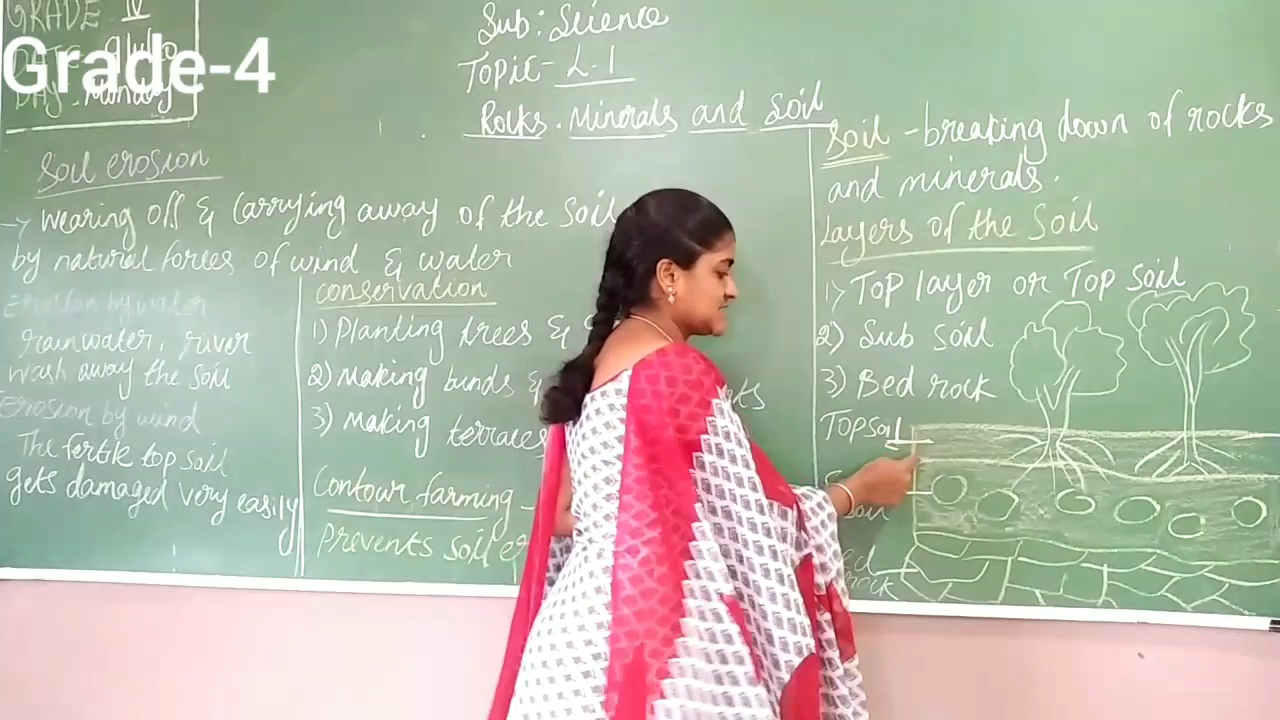 GRADE IV
Grade-4
DAY: Monday
Sub: Science
Topic- L-1
Rocks. Minerals and Soil
Soil erosion
→ Wearing off & Carrying away of the Soil
by natural forces of wind & water
Erosion by water
rainwater, river
wash away the soil
Erosion by wind
The fertile top soil
gets damaged very easily
conservation
1) Planting trees &
2) Making bunds &
3) Making terraces
Contour farming -
Prevents soil
Soil - breaking down of rocks
and minerals.
Layers of the Soil
1) Top layer or Top soil
2) Sub soil
3) Bed rock
Topsoil
soil
rock